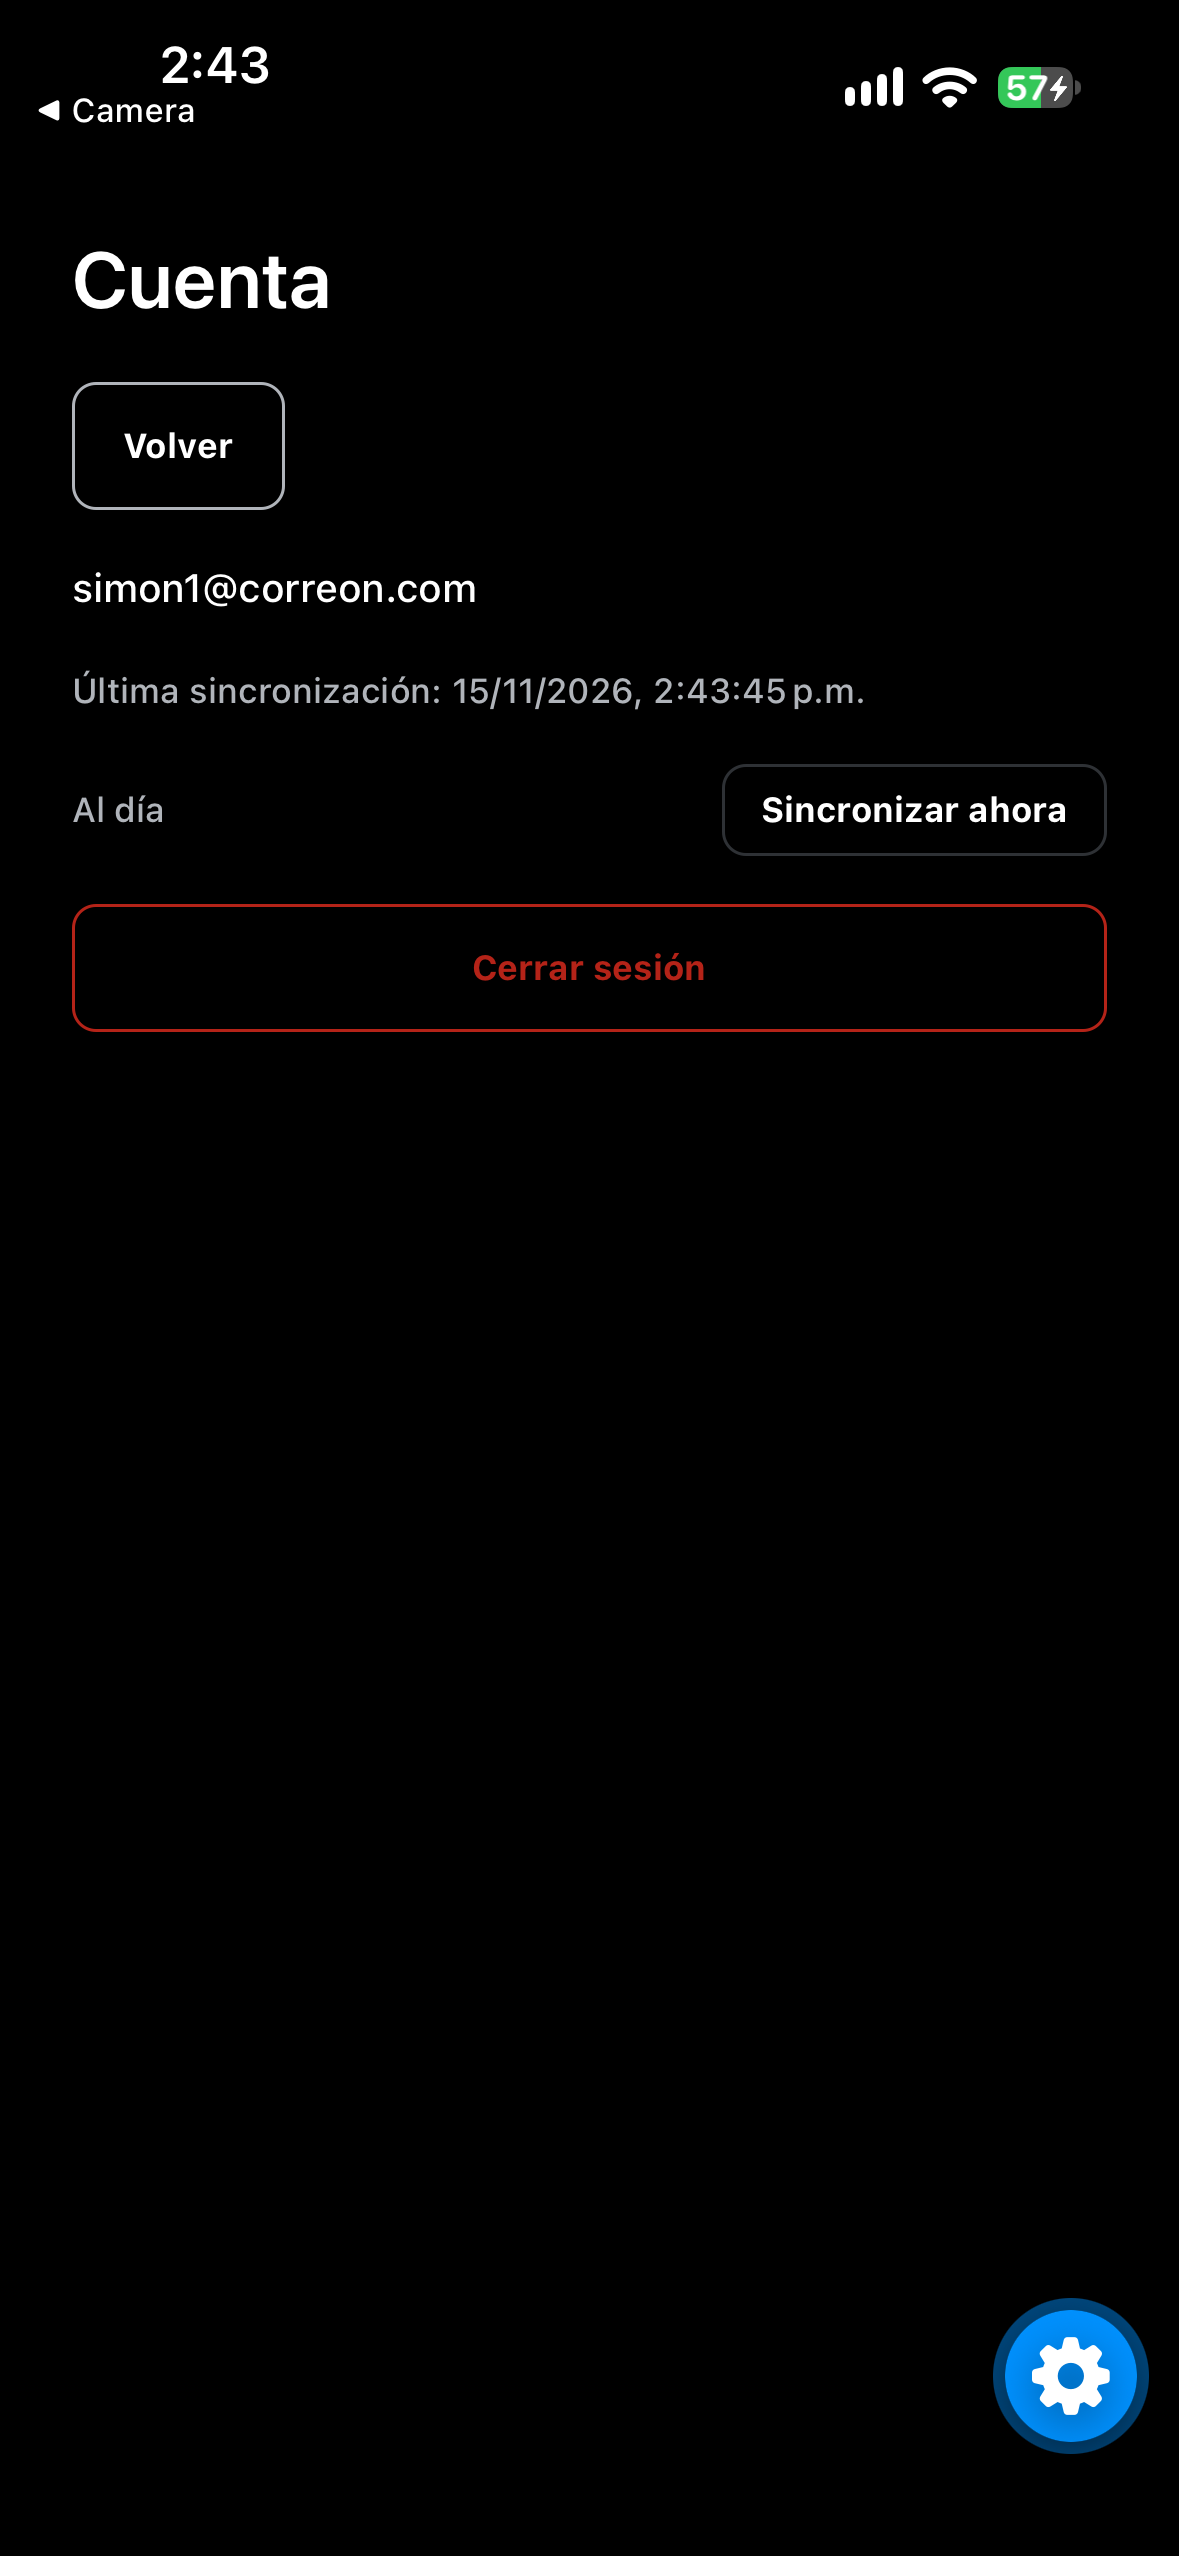 2:43
◀ Camera
57
Cuenta
Volver
simon1@correon.com
Última sincronización: 15/11/2026, 2:43:45 p.m.
Al día
Sincronizar ahora
Cerrar sesión